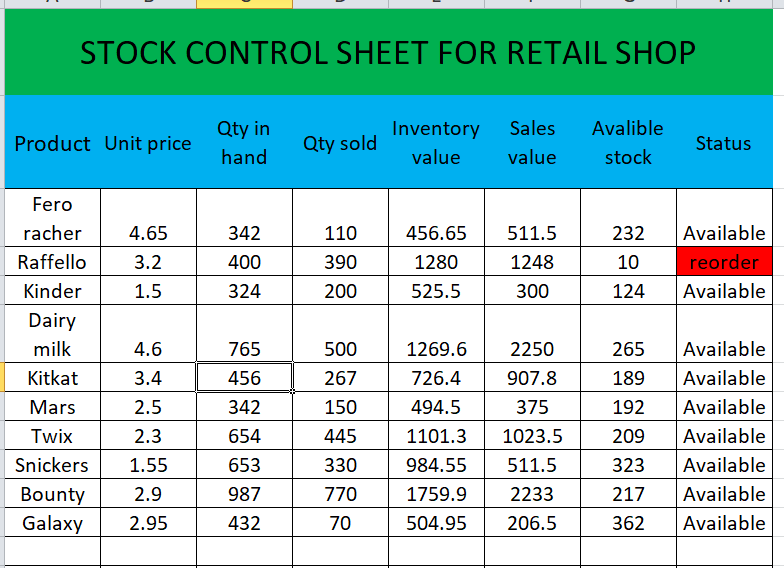 STOCK CONTROL SHEET FOR RETAIL SHOP
Product Unit price Qty in hand Qty sold Inventory value Sales value Avalible stock Status
Fero racher 4.65 342 110 456.65 511.5 232 Available
Raffello 3.2 400 390 1280 1248 10 reorder
Kinder 1.5 324 200 525.5 300 124 Available
Dairy milk 4.6 765 500 1269.6 2250 265 Available
Kitkat 3.4 456 267 726.4 907.8 189 Available
Mars 2.5 342 150 494.5 375 192 Available
Twix 2.3 654 445 1101.3 1023.5 209 Available
Snickers 1.55 653 330 984.55 511.5 323 Available
Bounty 2.9 987 770 1759.9 2233 217 Available
Galaxy 2.95 432 70 504.95 206.5 362 Available